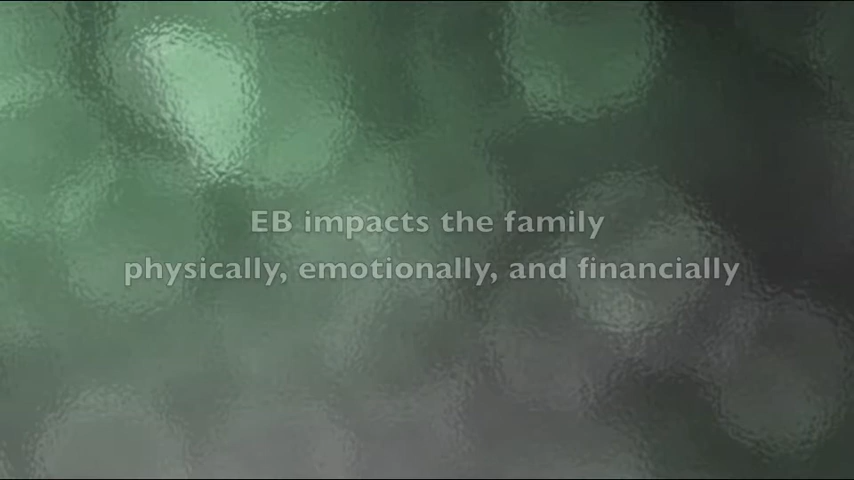 EB impacts the family
physically, emotionally, and financially